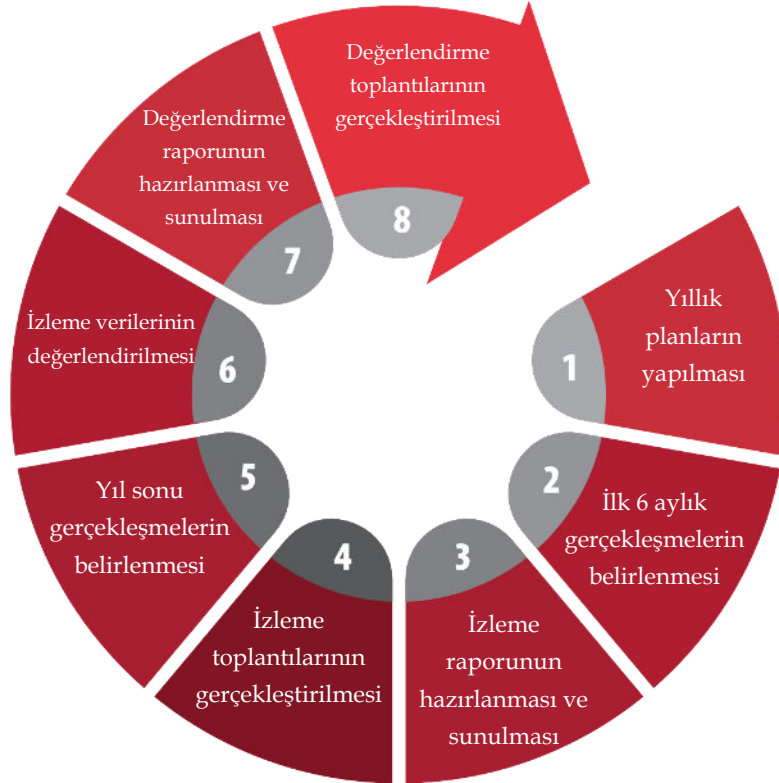 1
Yıllık
planların
yapılması
2
İlk 6 aylık
gerçekleşmelerin
belirlenmesi
3
İzleme
raporunun
hazırlanması ve
sunulması
4
İzleme
toplantılarının
gerçekleştirilmesi
5
Yıl sonu
gerçekleşmelerin
belirlenmesi
6
İzleme verilerinin
değerlendirilmesi
7
Değerlendirme
raporunun
hazırlanması ve
sunulması
8
Değerlendirme
toplantılarının
gerçekleştirilmesi